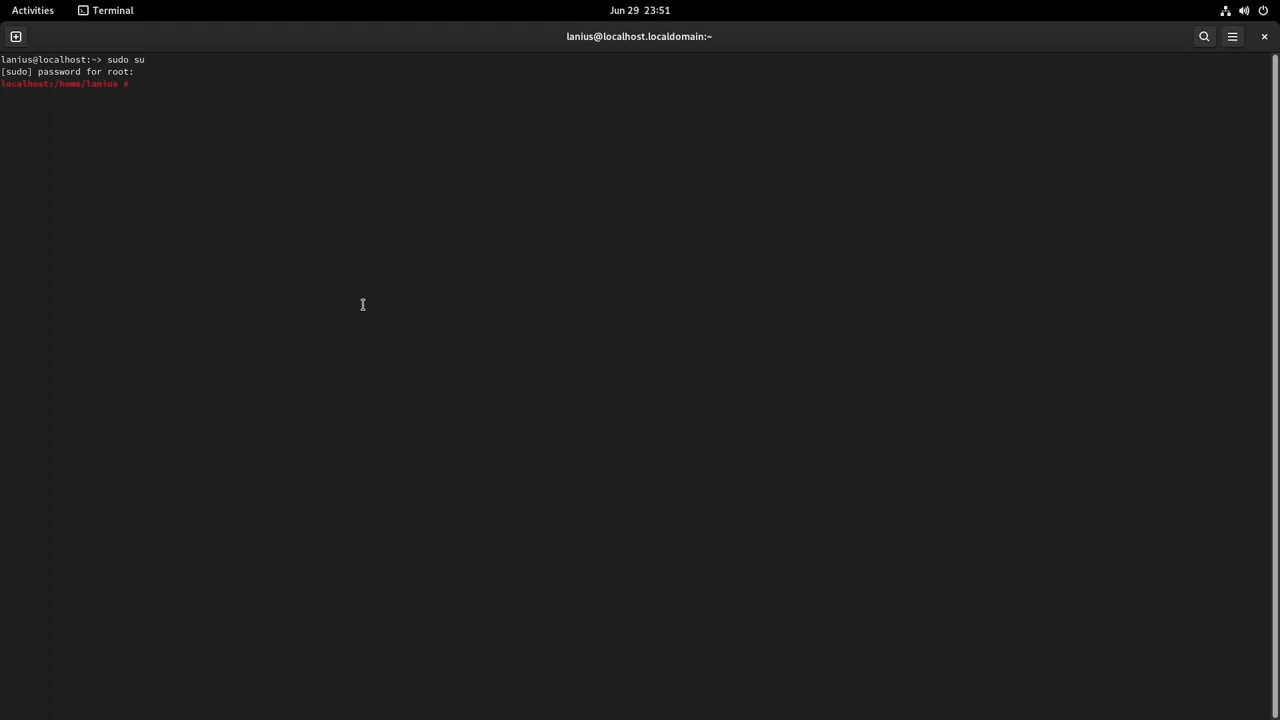 Activities
Terminal
Jun 29 23:51
lanius@localhost.localdomain:~
lanius@localhost:~> sudo su
[sudo] password for root:
localhost:/home/lanius #